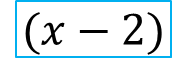 (x − 2)